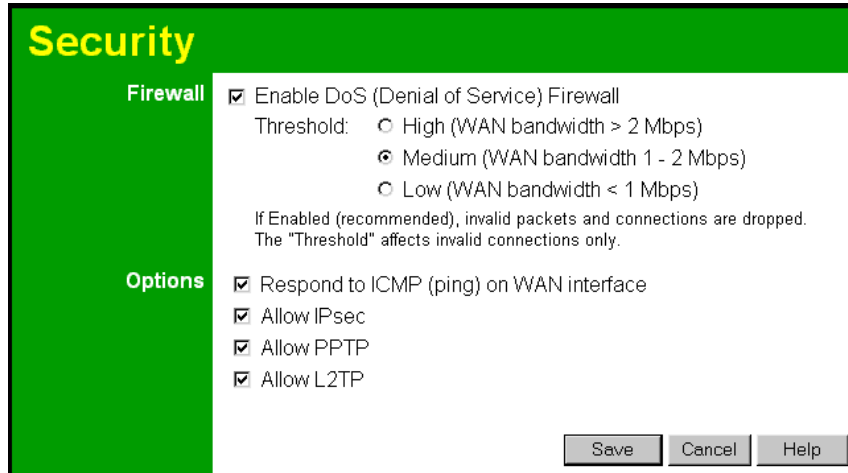 Security
Firewall
Enable DoS (Denial of Service) Firewall
Threshold: High (WAN bandwidth > 2 Mbps)
Medium (WAN bandwidth 1 - 2 Mbps)
Low (WAN bandwidth < 1 Mbps)
If Enabled (recommended), invalid packets and connections are dropped.
The "Threshold" affects invalid connections only.
Options
Respond to ICMP (ping) on WAN interface
Allow IPsec
Allow PPTP
Allow L2TP
Save Cancel Help